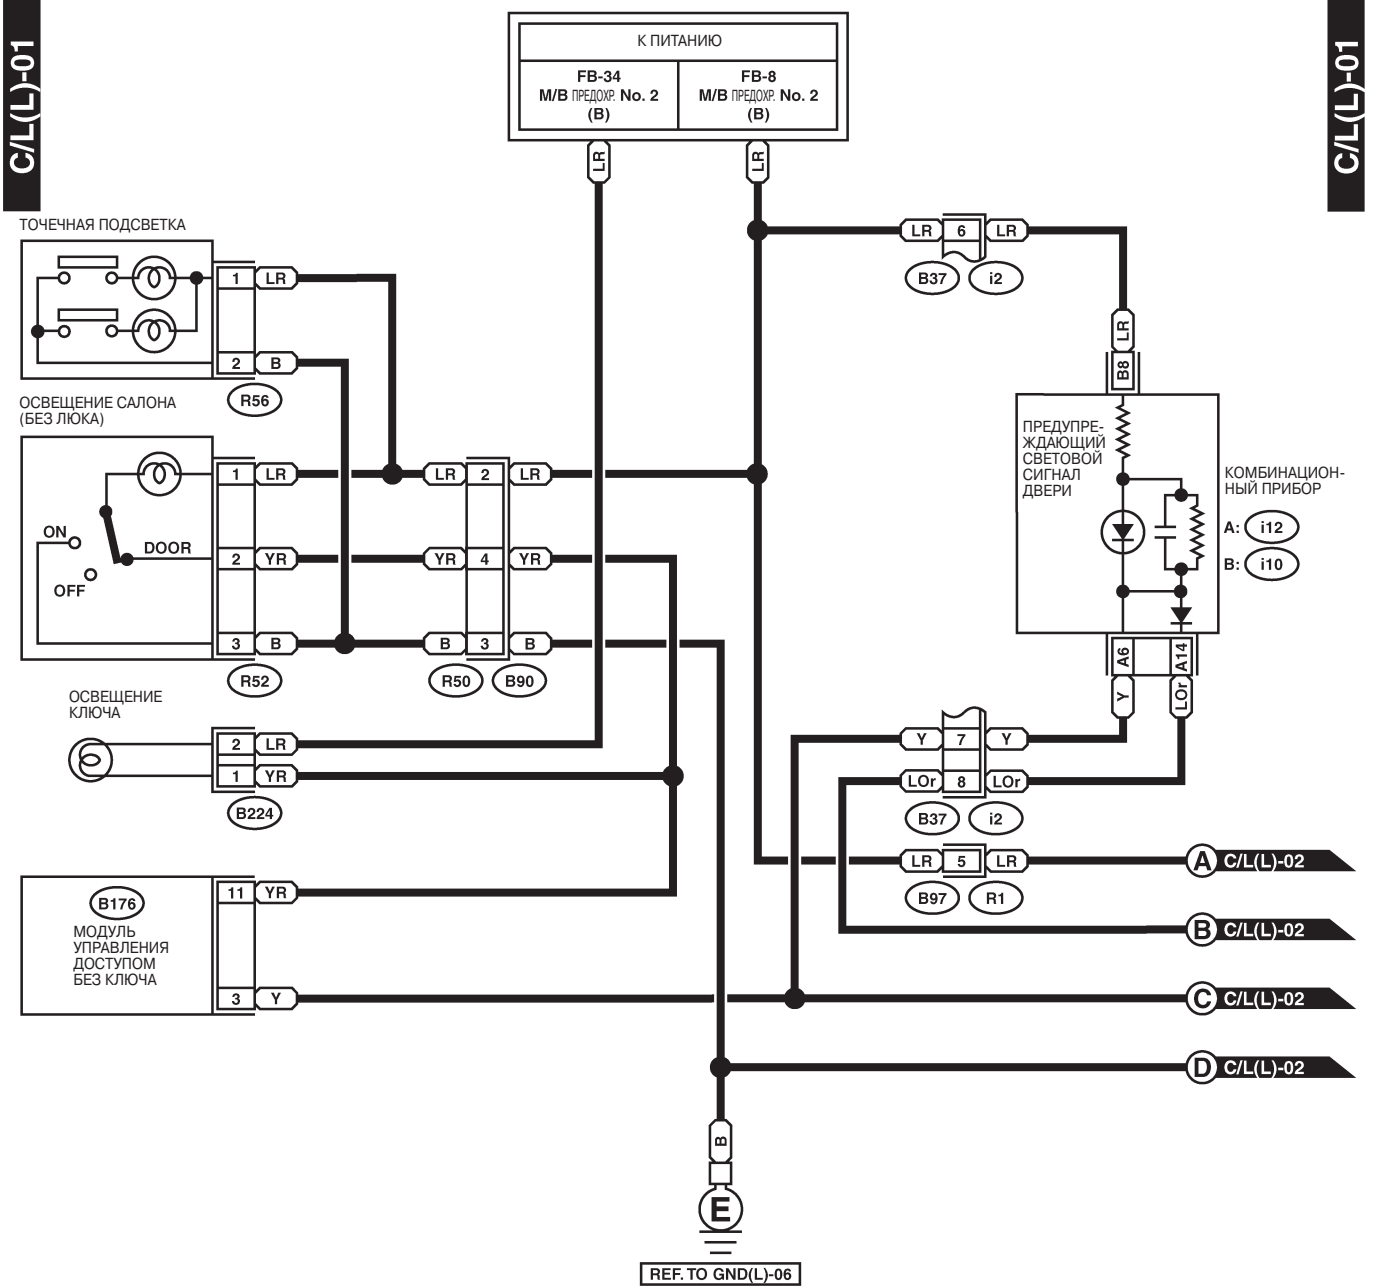 C/L(L)-01
C/L(L)-01
К ПИТАНИЮ
FB-34
M/B ПРЕДОХР. No. 2
(B)
FB-8
M/B ПРЕДОХР. No. 2
(B)
LR
LR
ТОЧЕЧНАЯ ПОДСВЕТКА
1 LR
2 B
R56
LR 6 LR
B37 i2
LR
B8
ОСВЕЩЕНИЕ САЛОНА
(БЕЗ ЛЮКА)
ON
DOOR
OFF
1 LR
2 YR
3 B
R52
LR 2 LR
YR 4 YR
B 3 B
R50 B90
ПРЕДУПРЕ-
ЖДАЮЩИЙ
СВЕТОВОЙ
СИГНАЛ
ДВЕРИ
КОМБИНАЦИОН-
НЫЙ ПРИБОР
A: i12
B: i10
A6
A14
Y
LOr
ОСВЕЩЕНИЕ
КЛЮЧА
2 LR
1 YR
B224
Y 7 Y
LOr 8 LOr
B37 i2
LR 5 LR
B97 R1
A C/L(L)-02
B176
МОДУЛЬ
УПРАВЛЕНИЯ
ДОСТУПОМ
БЕЗ КЛЮЧА
11 YR
3 Y
B C/L(L)-02
C C/L(L)-02
D C/L(L)-02
B
E
REF. TO GND(L)-06